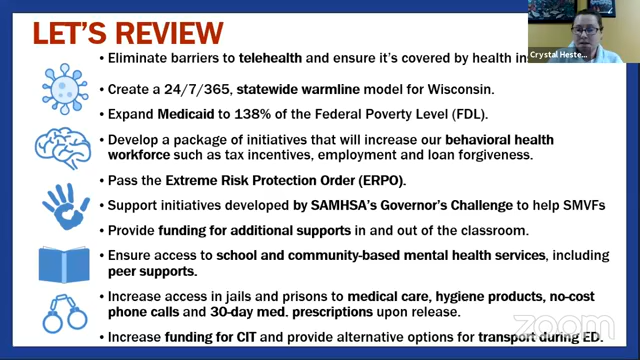 LET'S REVIEW
Crystal Heste...
• Eliminate barriers to telehealth and ensure it's covered by health in
• Create a 24/7/365, statewide warmline model for Wisconsin.
• Expand Medicaid to 138% of the Federal Poverty Level (FDL).
• Develop a package of initiatives that will increase our behavioral health
workforce such as tax incentives, employment and loan forgiveness.
• Pass the Extreme Risk Protection Order (ERPO).
• Support initiatives developed by SAMHSA's Governor's Challenge to help SMVFs
• Provide funding for additional supports in and out of the classroom.
• Ensure access to school and community-based mental health services, including
peer supports.
• Increase access in jails and prisons to medical care, hygiene products, no-cost
phone calls and 30-day med. prescriptions upon release.
• Increase funding for CIT and provide alternative options for transport during ED.
zoom